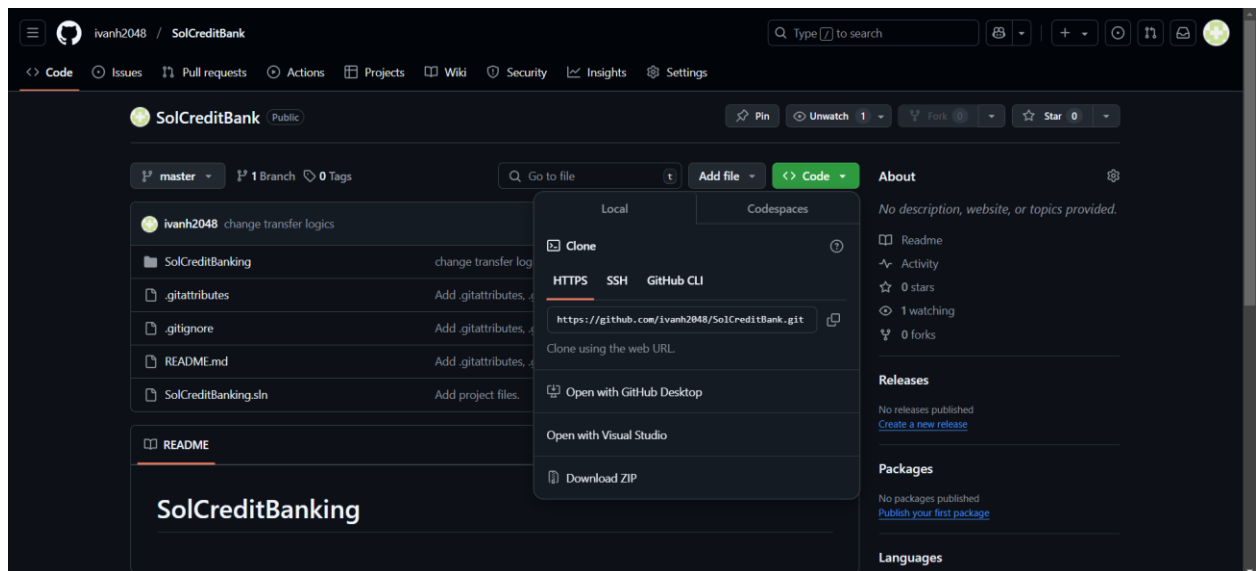 ivanh2048 / SolCreditBank
Type / to search
<> Code Issues Pull requests Actions Projects Wiki Security Insights Settings
SolCreditBank Public
Pin Unwatch 1 Fork 0 Star 0
master 1 Branch 0 Tags
Go to file t Add file <> Code
ivanh2048 change transfer logics
SolCreditBanking change transfer log
.gitattributes Add .gitattributes, .g
.gitignore Add .gitattributes, .g
README.md Add .gitattributes, .g
SolCreditBanking.sln Add project files.
README
SolCreditBanking
Local Codespaces
Clone
HTTPS SSH GitHub CLI
https://github.com/ivanh2048/SolCreditBank.git
Clone using the web URL.
Open with GitHub Desktop
Open with Visual Studio
Download ZIP
About
No description, website, or topics provided.
Readme
Activity
0 stars
1 watching
0 forks
Releases
No releases published
Create a new release
Packages
No packages published
Publish your first package
Languages